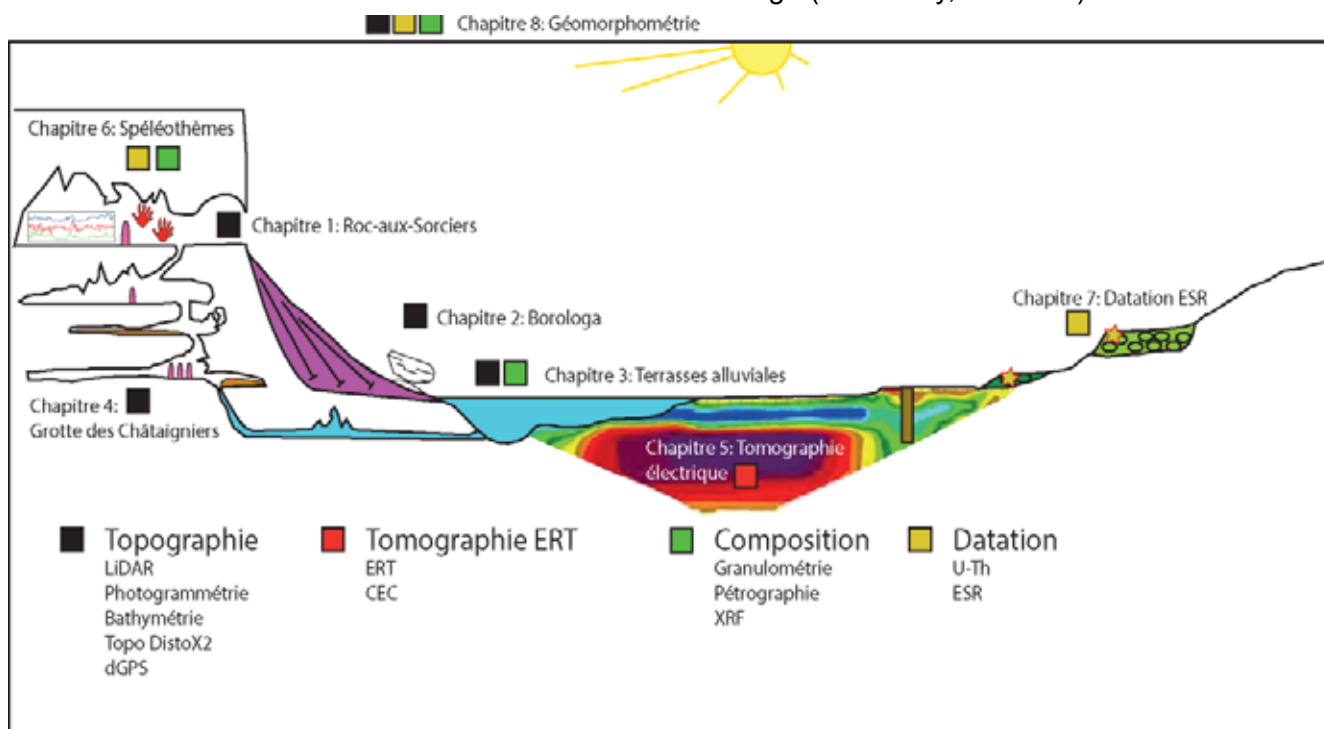 Chapitre 8: Géomorphométrie
Chapitre 6: Spéléothèmes
Chapitre 1: Roc-aux-Sorciers
Chapitre 2: Borologa
Chapitre 7: Datation ESR
Chapitre 3: Terrasses alluviales
Chapitre 4:
Grotte des Châtaigniers
Chapitre 5: Tomographie
électrique
Topographie
LiDAR
Photogrammétrie
Bathymétrie
Topo DistoX2
dGPS
Tomographie ERT
ERT
CEC
Composition
Granulométrie
Pétrographie
XRF
Datation
U-Th
ESR